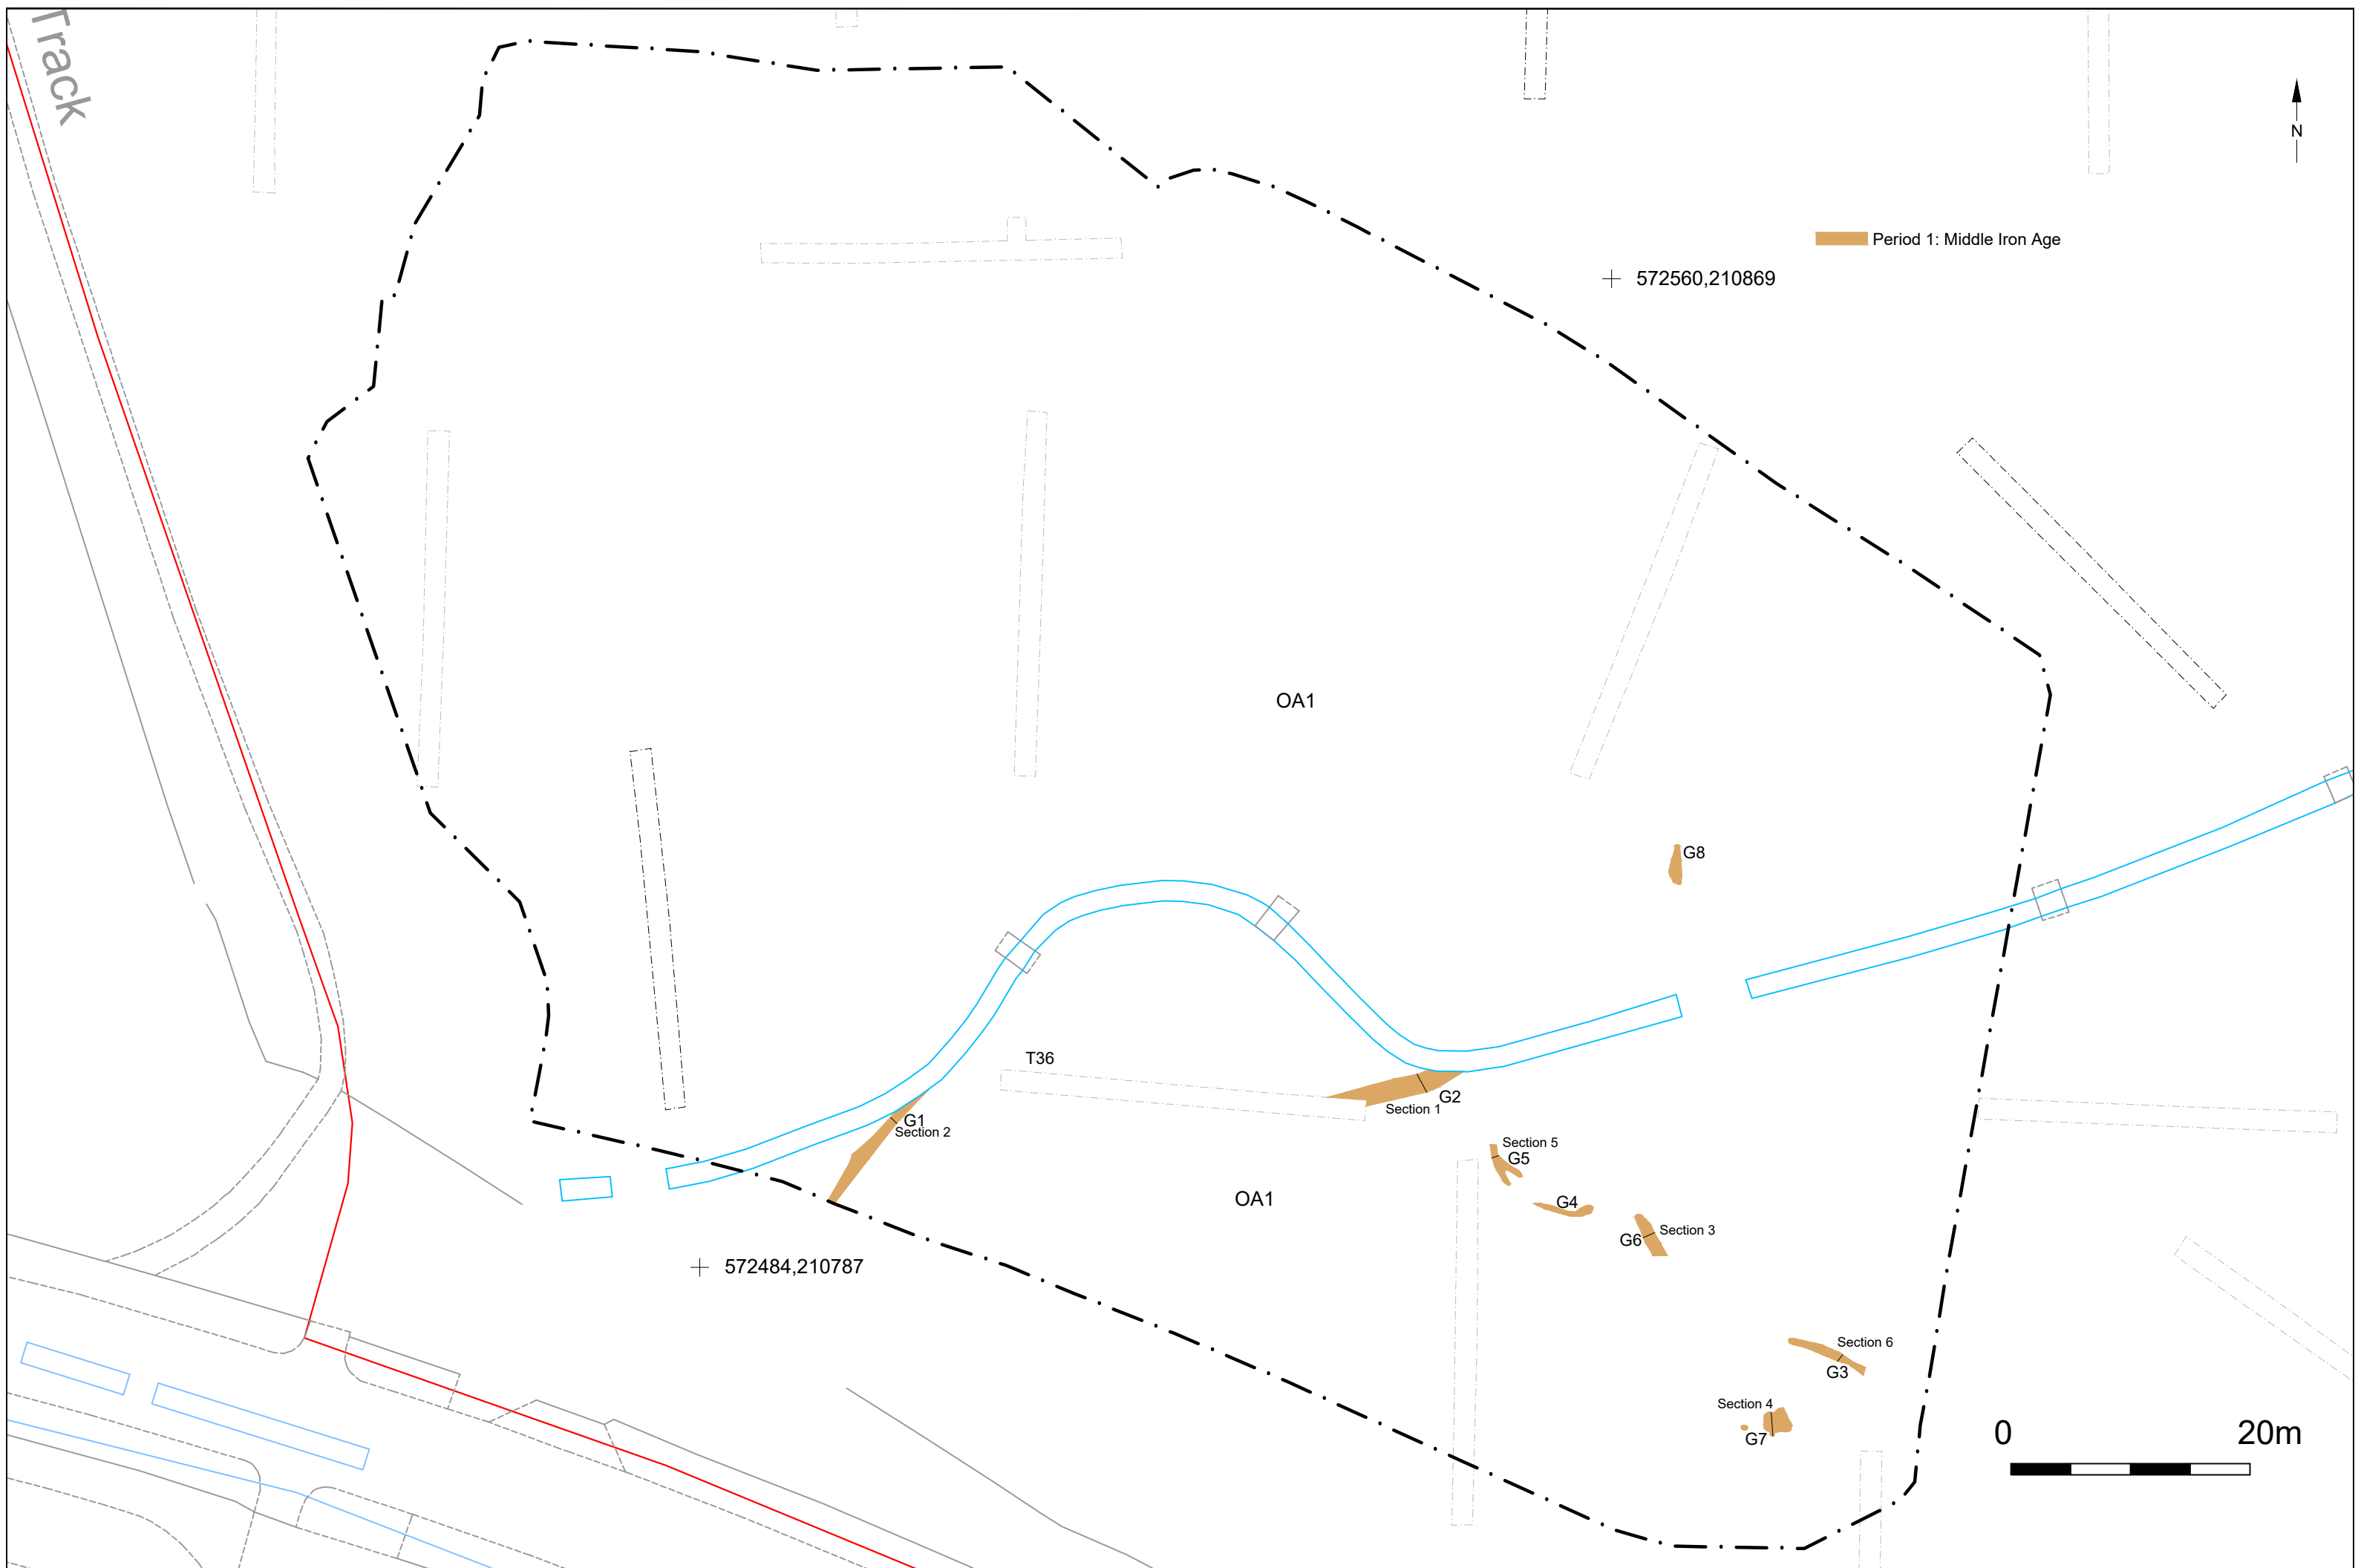 Track
N
Period 1: Middle Iron Age
572560,210869
OA1
G8
T36
G2
Section 1
G1
Section 2
Section 5
G5
OA1
G4
G6
Section 3
572484,210787
Section 6
G3
Section 4
G7
0 20m